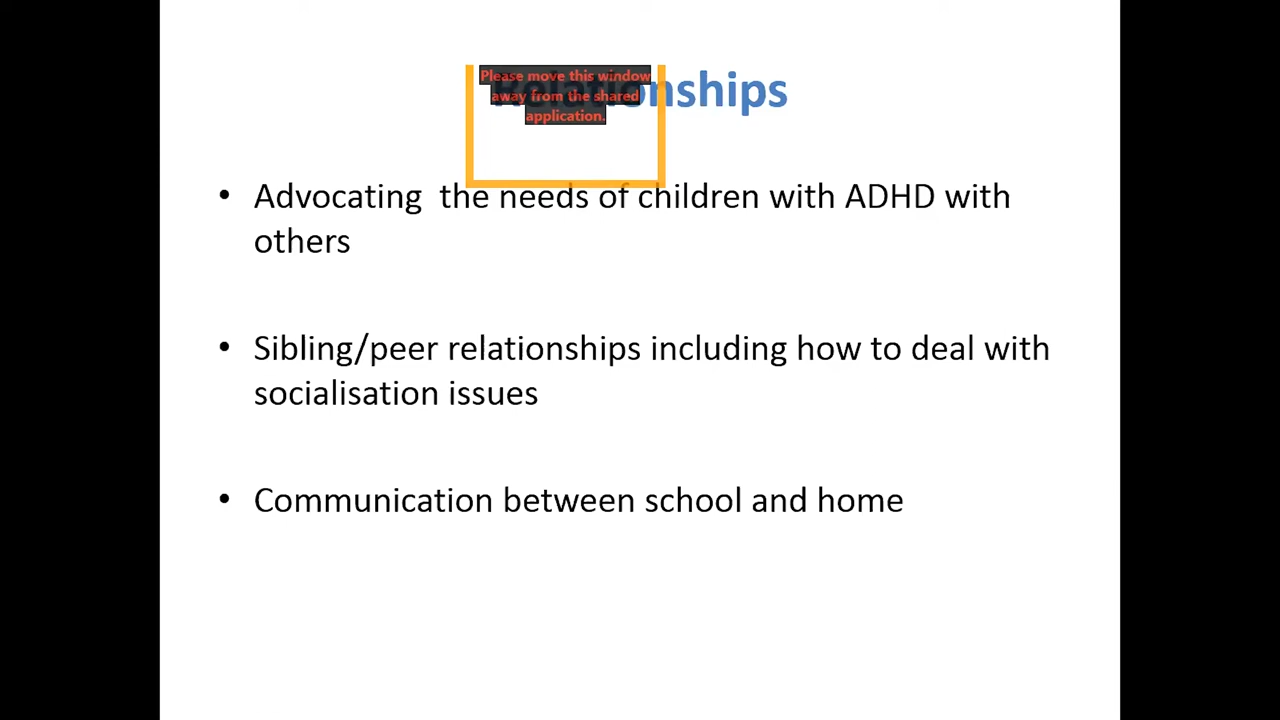 Relationships
Please move this window
away from the shared
application.
• Advocating  the needs of children with ADHD with
others
• Sibling/peer relationships including how to deal with
socialisation issues
• Communication between school and home